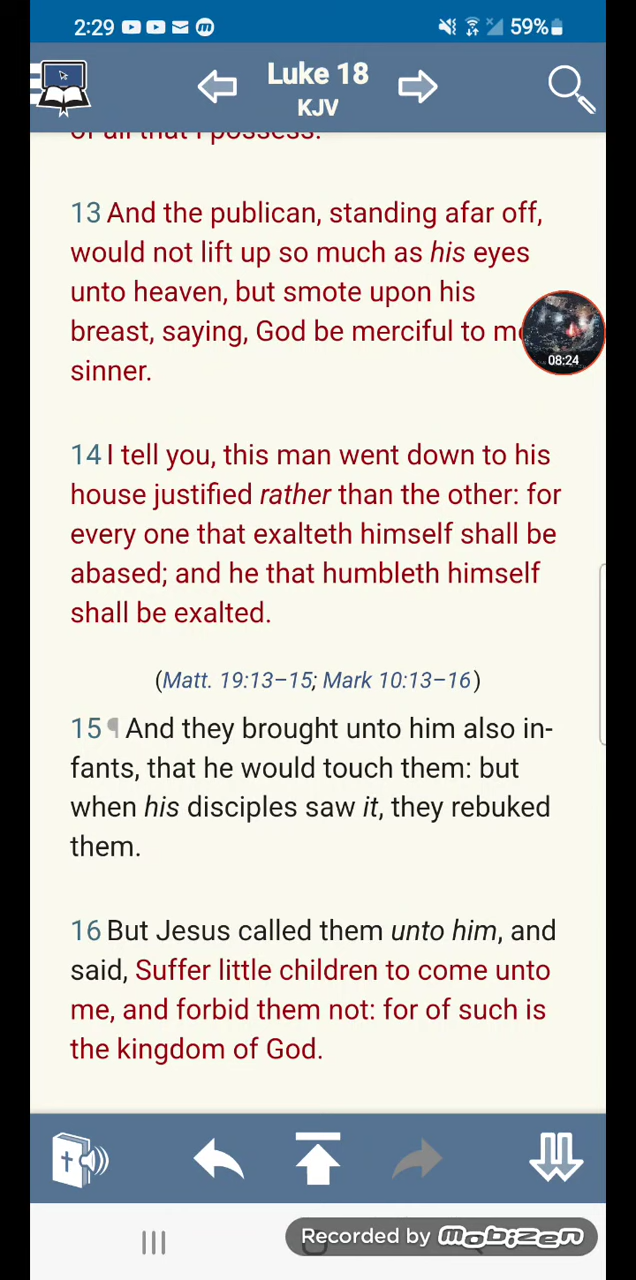 2:29
59%
Luke 18
KJV
of all that I possess.
13 And the publican, standing afar off,
would not lift up so much as his eyes
unto heaven, but smote upon his
breast, saying, God be merciful to
08:24
sinner.
14 I tell you, this man went down to his
house justified rather than the other: for
every one that exalteth himself shall be
abased; and he that humbleth himself
shall be exalted.
(Matt. 19:13–15; Mark 10:13–16)
15 ¶ And they brought unto him also in-
fants, that he would touch them: but
when his disciples saw it, they rebuked
them.
16 But Jesus called them unto him, and
said, Suffer little children to come unto
me, and forbid them not: for of such is
the kingdom of God.
Recorded by mobizen